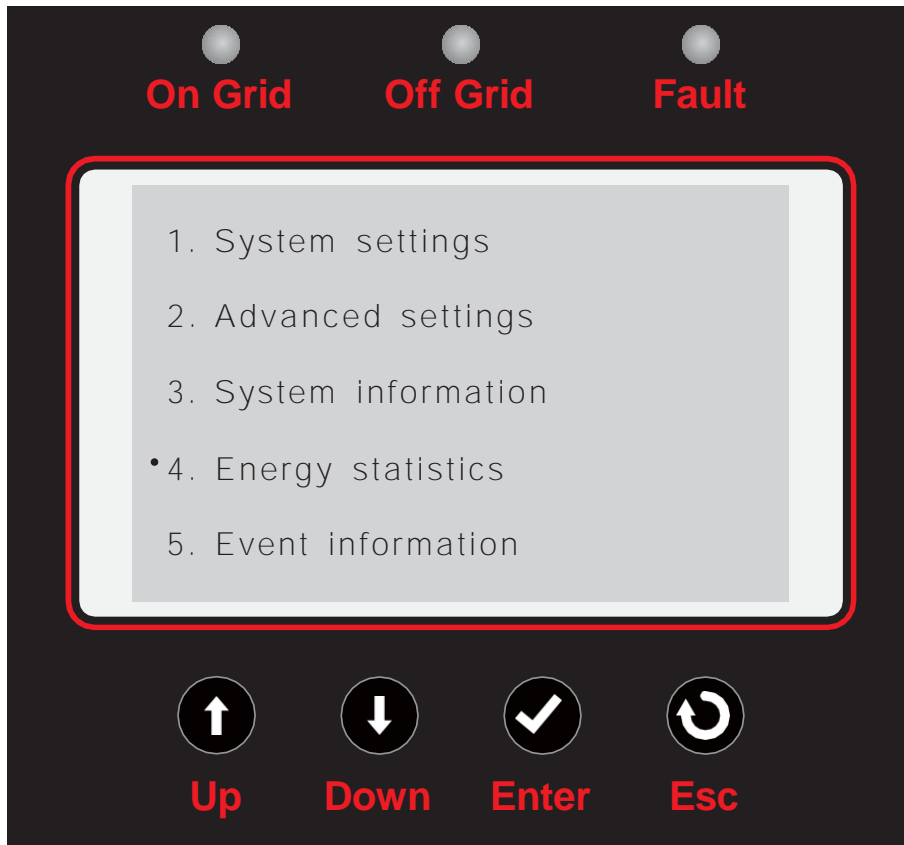 On Grid Off Grid Fault
1. System settings
2. Advanced settings
3. System information
•4. Energy statistics
5. Event information
Up Down Enter Esc